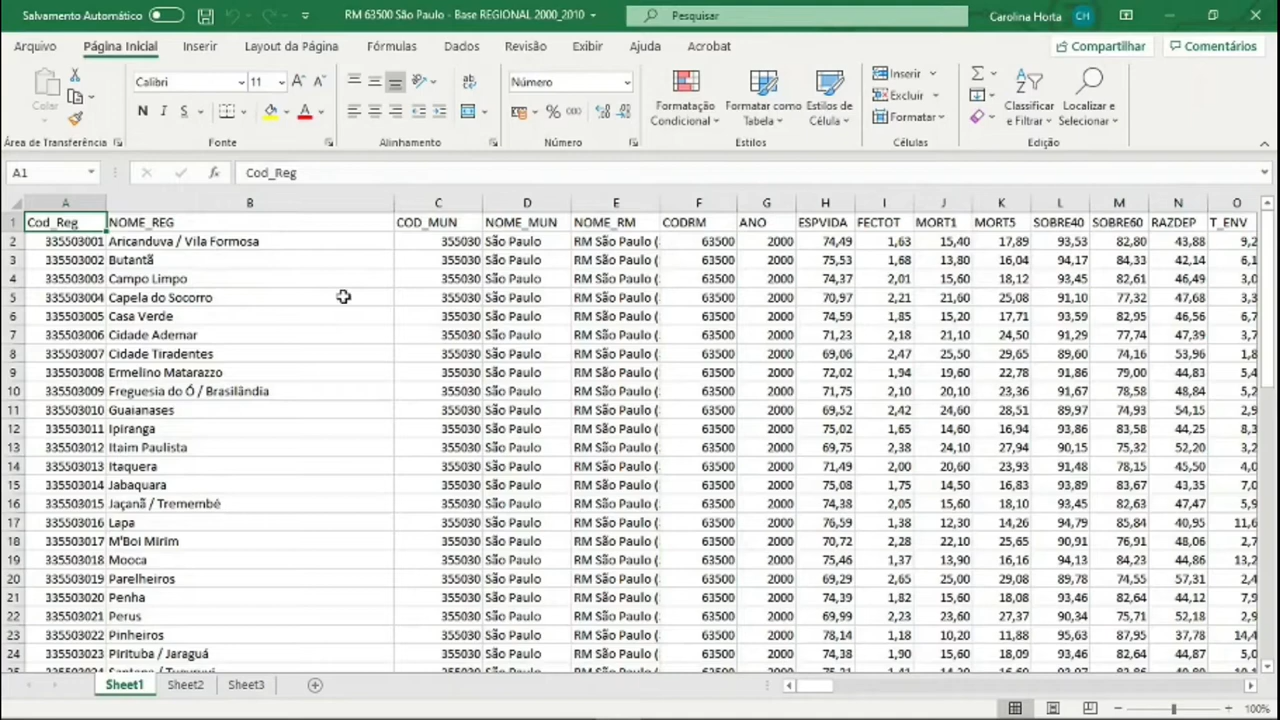 Salvamento Automático
RM 63500 São Paulo - Base REGIONAL 2000_2010
Pesquisar
Carolina Horta CH
Arquivo Página Inicial Inserir Layout da Página Fórmulas Dados Revisão Exibir Ajuda Acrobat Compartilhar Comentários
Colar
Área de Transferência
Calibri 11
N I S
Fonte
Alinhamento
Número
% 000
Número
Formatação Condicional
Formatar como Tabela
Estilos de Célula
Estilos
Inserir
Excluir
Formatar
Células
Classificar e Filtrar
Localizar e Selecionar
Edição
A1 fx Cod_Reg
A B C D E F G H I J K L M N O
1 Cod_Reg NOME_REG COD_MUN NOME_MUN NOME_RM CODRM ANO ESPVIDA FECTOT MORT1 MORT5 SOBRE40 SOBRE60 RAZDEP T_ENV
2 335503001 Aricanduva / Vila Formosa 355030 São Paulo RM São Paulo ( 63500 2000 74,49 1,63 15,40 17,89 93,53 82,80 43,88 9,2
3 335503002 Butantã 355030 São Paulo RM São Paulo ( 63500 2000 75,53 1,68 13,80 16,04 94,17 84,33 42,14 6,1
4 335503003 Campo Limpo 355030 São Paulo RM São Paulo ( 63500 2000 74,37 2,01 15,60 18,12 93,45 82,61 46,49 3,0
5 335503004 Capela do Socorro 355030 São Paulo RM São Paulo ( 63500 2000 70,97 2,21 21,60 25,08 91,10 77,32 47,68 3,3
6 335503005 Casa Verde 355030 São Paulo RM São Paulo ( 63500 2000 74,59 1,85 15,20 17,71 93,59 82,95 46,56 6,7
7 335503006 Cidade Ademar 355030 São Paulo RM São Paulo ( 63500 2000 71,23 2,18 21,10 24,50 91,29 77,74 47,39 3,7
8 335503007 Cidade Tiradentes 355030 São Paulo RM São Paulo ( 63500 2000 69,06 2,47 25,50 29,65 89,60 74,16 53,96 1,8
9 335503008 Ermelino Matarazzo 355030 São Paulo RM São Paulo ( 63500 2000 72,02 1,94 19,60 22,78 91,86 79,00 44,83 5,4
10 335503009 Freguesia do Ó / Brasilândia 355030 São Paulo RM São Paulo ( 63500 2000 71,75 2,10 20,10 23,36 91,67 78,58 48,84 5,2
11 335503010 Guaianases 355030 São Paulo RM São Paulo ( 63500 2000 69,52 2,42 24,60 28,51 89,97 74,93 54,15 2,9
12 335503011 Ipiranga 355030 São Paulo RM São Paulo ( 63500 2000 75,02 1,65 14,60 16,94 93,86 83,58 44,25 8,3
13 335503012 Itaim Paulista 355030 São Paulo RM São Paulo ( 63500 2000 69,75 2,38 24,10 27,94 90,15 75,32 52,20 3,2
14 335503013 Itaquera 355030 São Paulo RM São Paulo ( 63500 2000 71,49 2,00 20,60 23,93 91,48 78,15 45,50 4,0
15 335503014 Jabaquara 355030 São Paulo RM São Paulo ( 63500 2000 75,08 1,75 14,50 16,83 93,89 83,67 43,35 7,0
16 335503015 Jaçanã / Tremembé 355030 São Paulo RM São Paulo ( 63500 2000 74,38 2,05 15,60 18,10 93,45 82,63 47,47 5,9
17 335503016 Lapa 355030 São Paulo RM São Paulo ( 63500 2000 76,59 1,38 12,30 14,26 94,79 85,84 40,95 11,6
18 335503017 M'Boi Mirim 355030 São Paulo RM São Paulo ( 63500 2000 70,72 2,28 22,10 25,65 90,91 76,91 48,06 2,7
19 335503018 Mooca 355030 São Paulo RM São Paulo ( 63500 2000 75,46 1,37 13,90 16,16 94,13 84,23 44,86 13,2
20 335503019 Parelheiros 355030 São Paulo RM São Paulo ( 63500 2000 69,29 2,65 25,00 29,08 89,78 74,55 57,31 2,4
21 335503020 Penha 355030 São Paulo RM São Paulo ( 63500 2000 74,39 1,82 15,60 18,08 93,46 82,64 44,12 7,9
22 335503021 Perus 355030 São Paulo RM São Paulo ( 63500 2000 69,99 2,23 23,60 27,37 90,34 75,71 52,18 2,9
23 335503022 Pinheiros 355030 São Paulo RM São Paulo ( 63500 2000 78,14 1,18 10,20 11,88 95,63 87,95 37,78 14,4
24 335503023 Pirituba / Jaraguá 355030 São Paulo RM São Paulo ( 63500 2000 74,38 1,90 15,60 18,09 93,46 82,64 44,87 5,0
Sheet1 Sheet2 Sheet3
100%